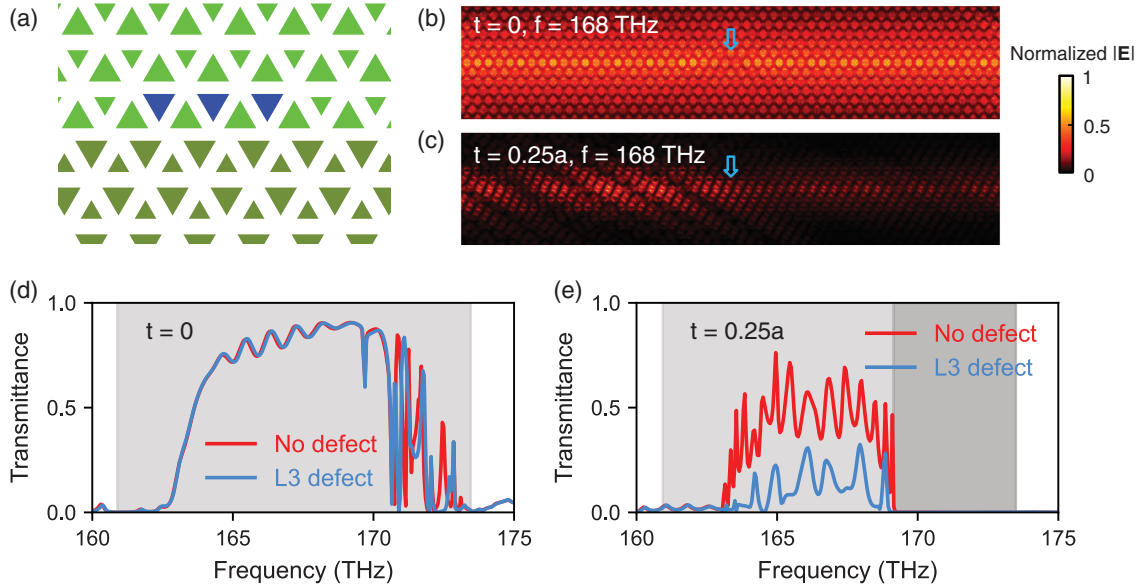 (a)
(b)
t = 0, f = 168 THz
Normalized |E|
1
0.5
0
(c)
t = 0.25a, f = 168 THz
(d)
1.0
0.5
0.0
Transmittance
t = 0
No defect
L3 defect
160
165
170
175
Frequency (THz)
(e)
1.0
0.5
0.0
Transmittance
t = 0.25a
No defect
L3 defect
160
165
170
175
Frequency (THz)